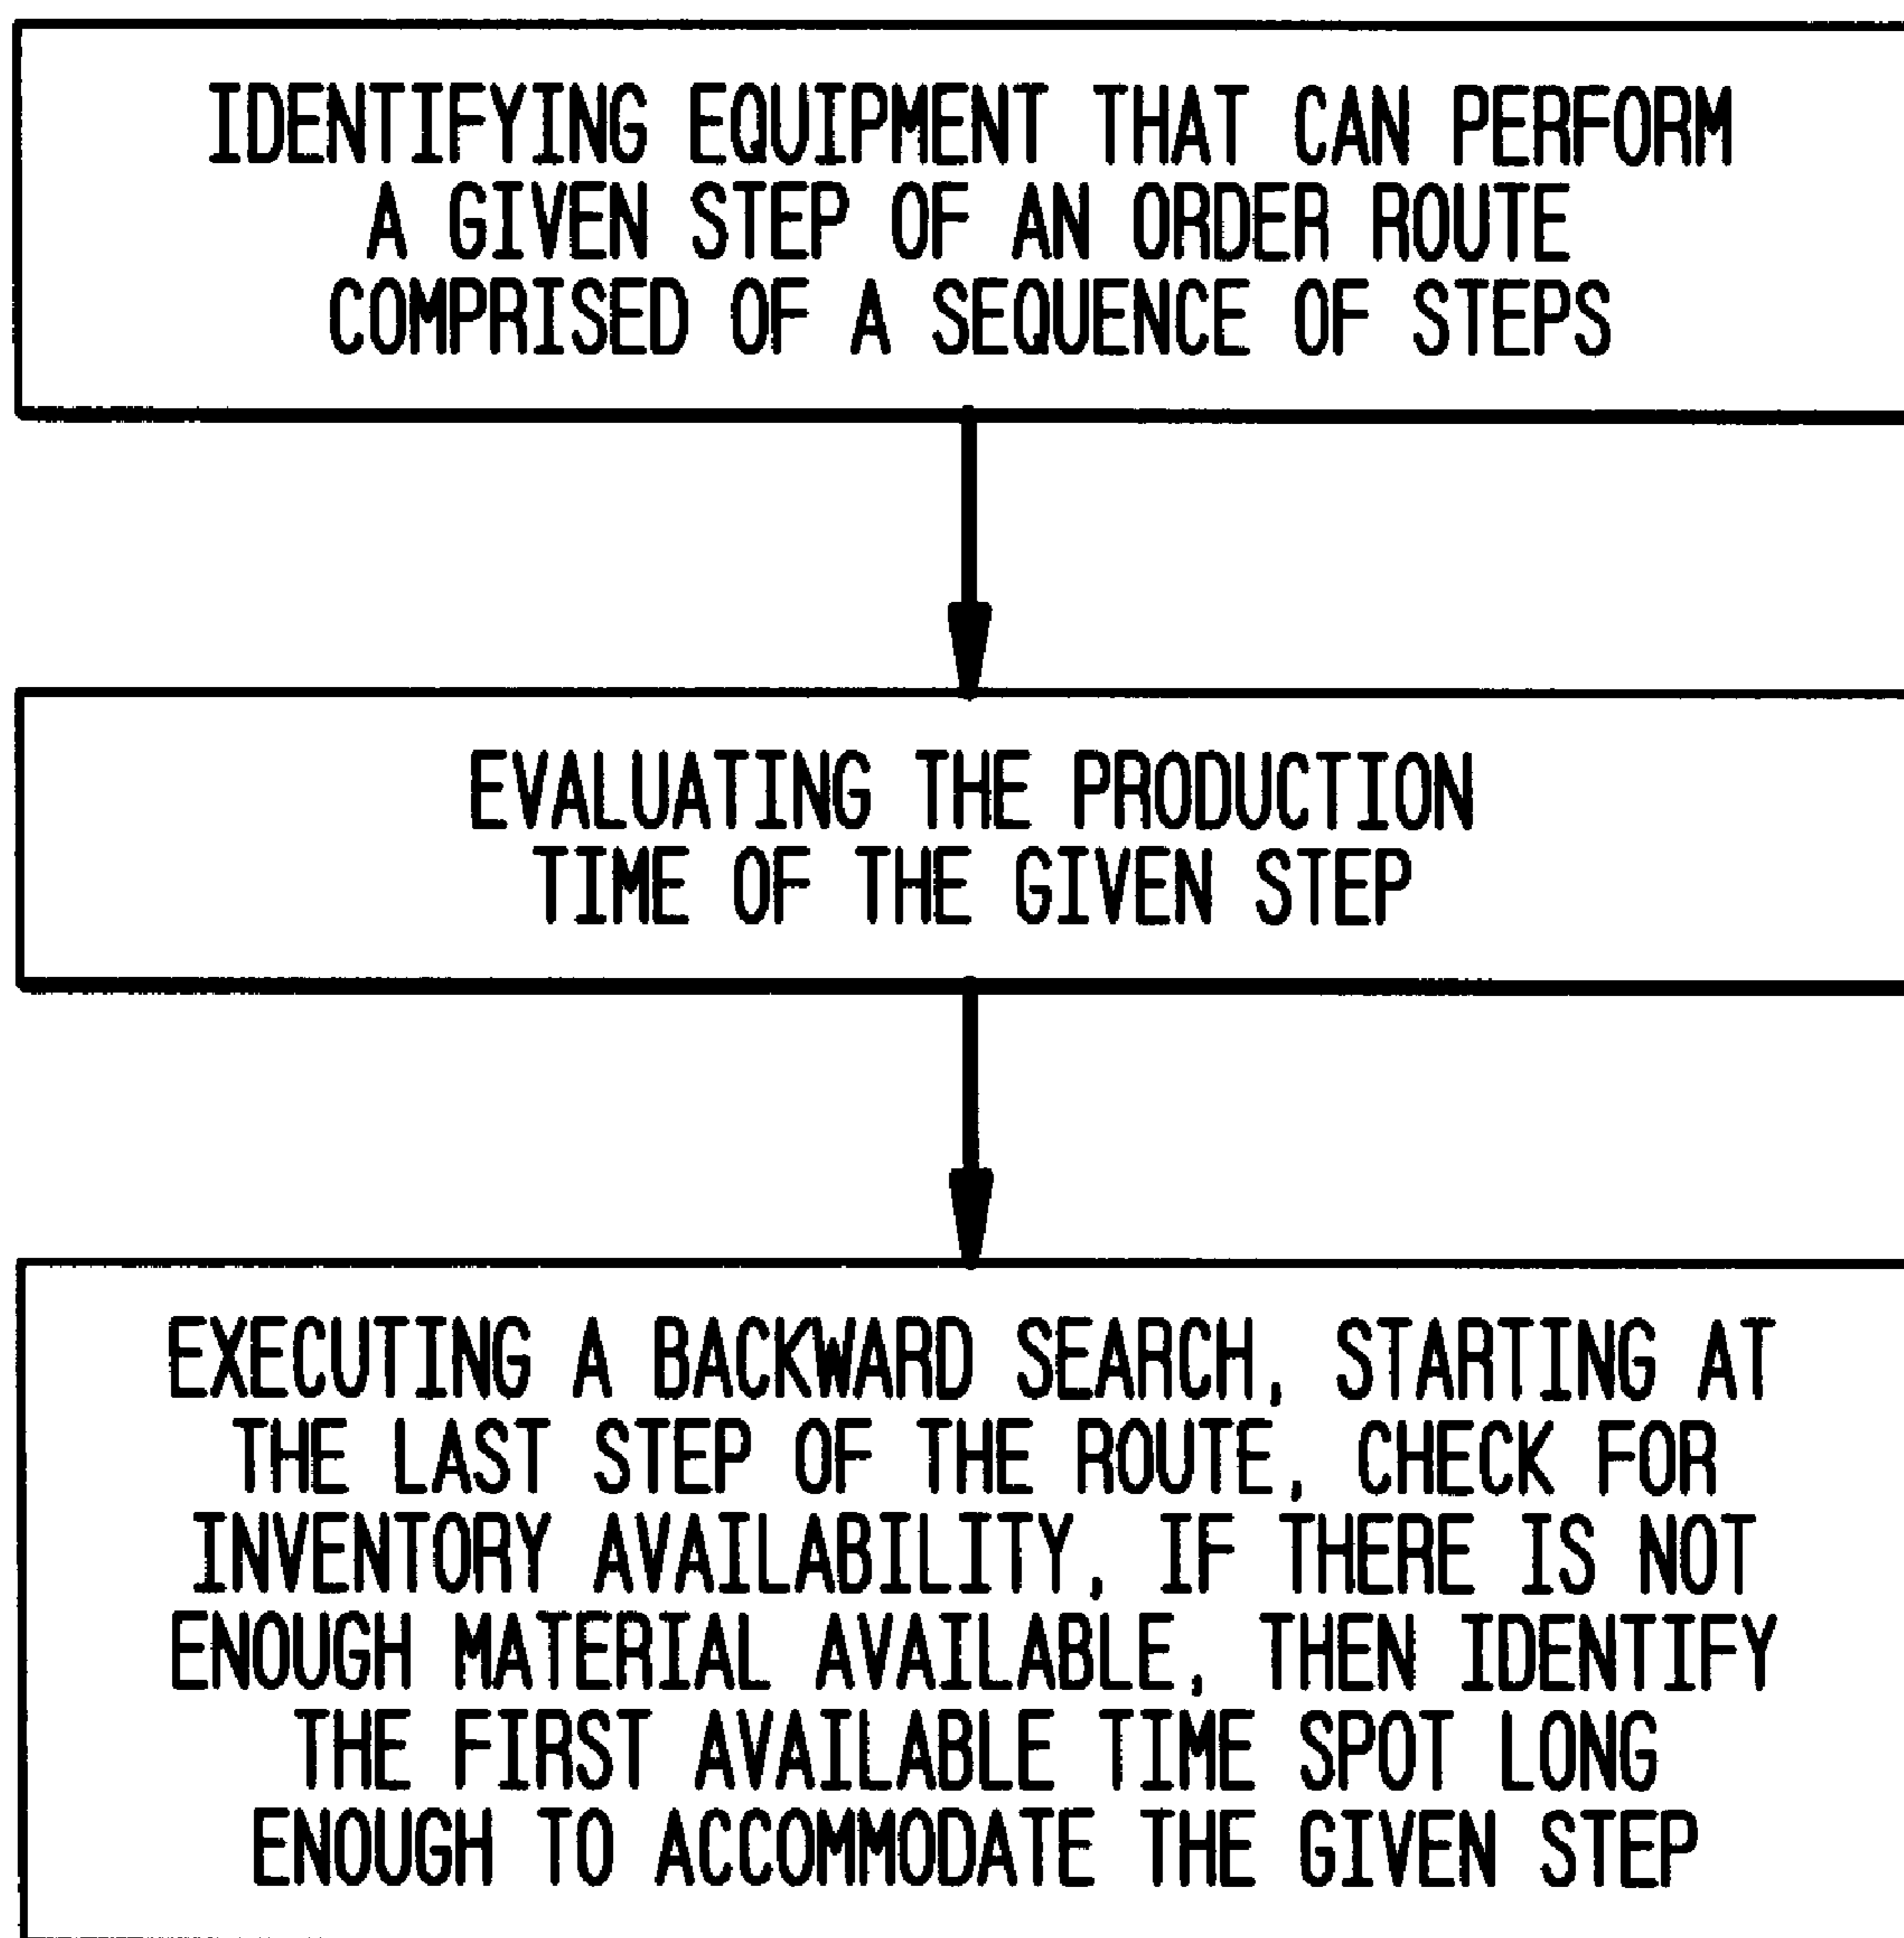 IDENTIFYING EQUIPMENT THAT CAN PERFORM
A GIVEN STEP OF AN ORDER ROUTE
COMPRISED OF A SEQUENCE OF STEPS
EVALUATING THE PRODUCTION
TIME OF THE GIVEN STEP
EXECUTING A BACKWARD SEARCH, STARTING AT
THE LAST STEP OF THE ROUTE, CHECK FOR
INVENTORY AVAILABILITY, IF THERE IS NOT
ENOUGH MATERIAL AVAILABLE, THEN IDENTIFY
THE FIRST AVAILABLE TIME SPOT LONG
ENOUGH TO ACCOMMODATE THE GIVEN STEP